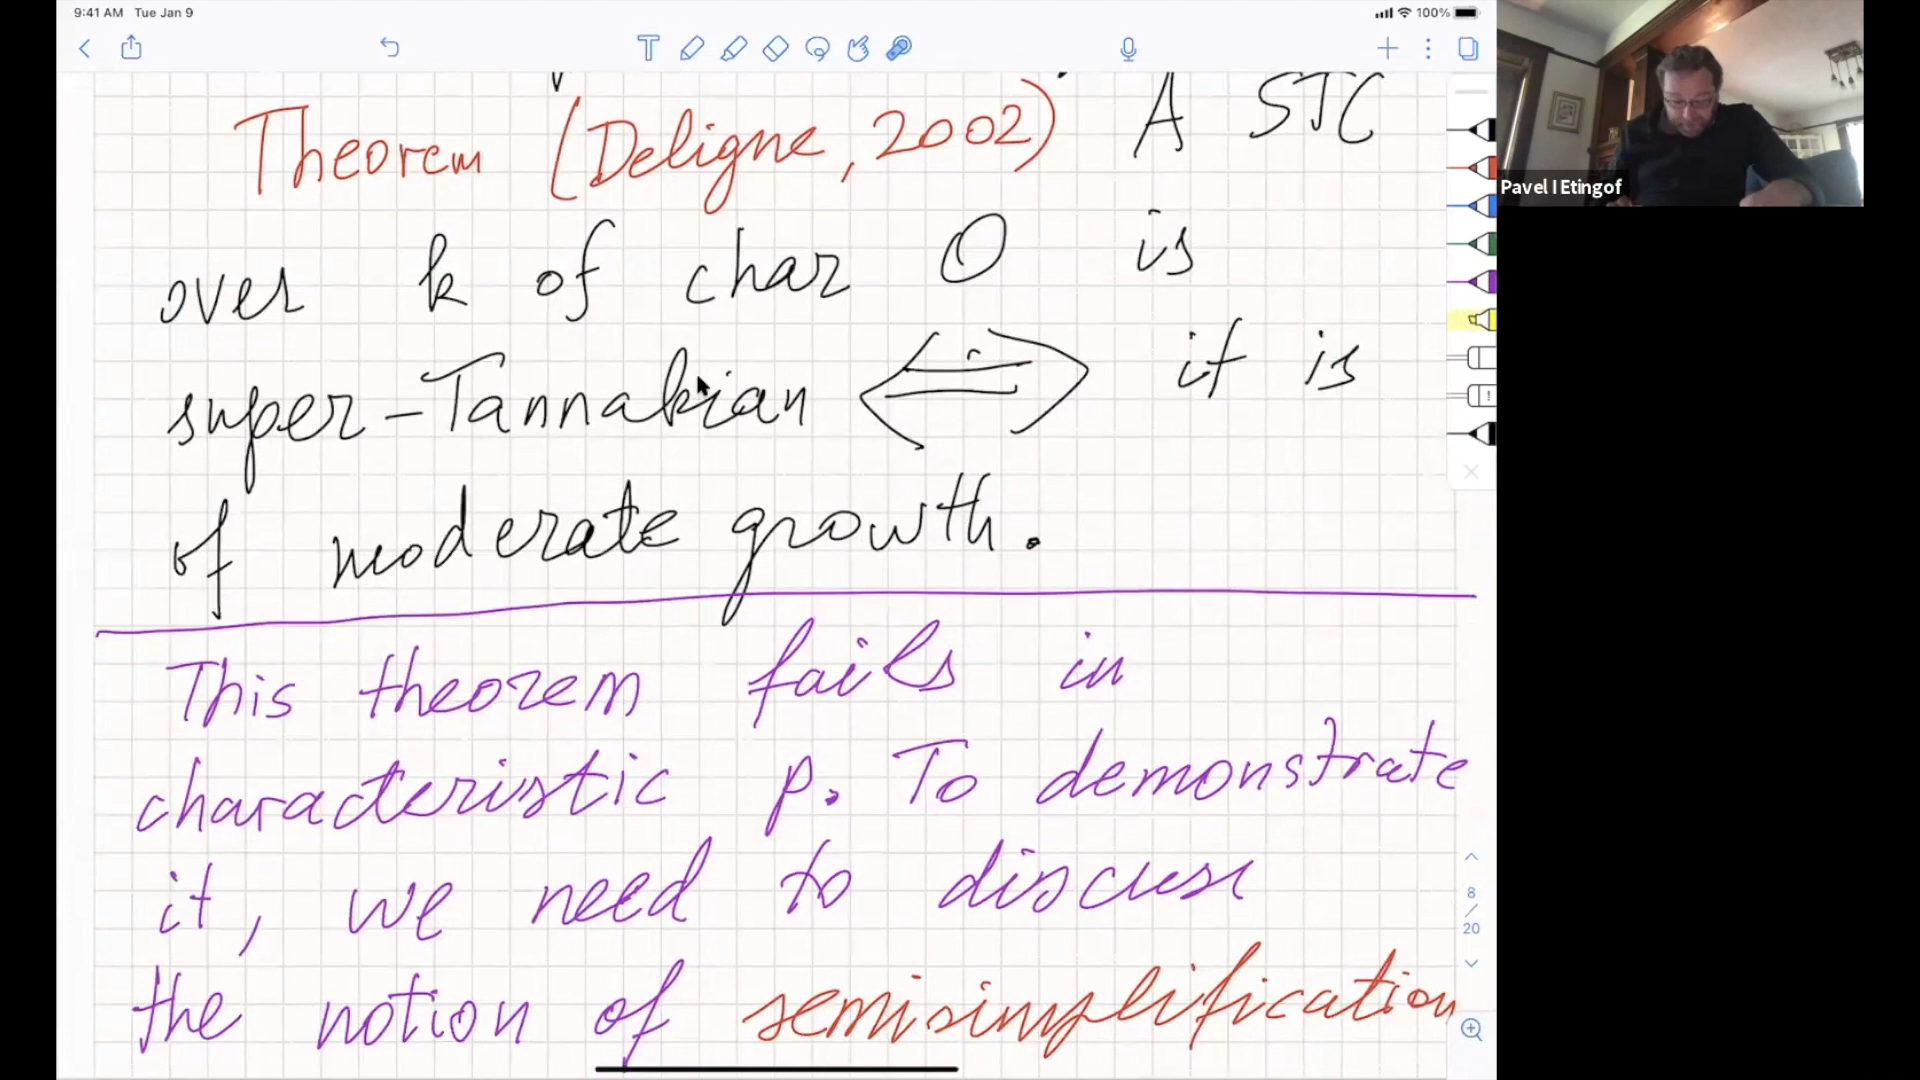 9:41 AM Tue Jan 9
100%
Theorem (Deligne, 2002). A STC
Pavel I Etingof
over k of char 0 is
super-Tannakian ⟺ it is
of moderate growth.
This theorem fails in
characteristic p. To demonstrate
it, we need to discuss
the notion of semisimplification
8
/
20